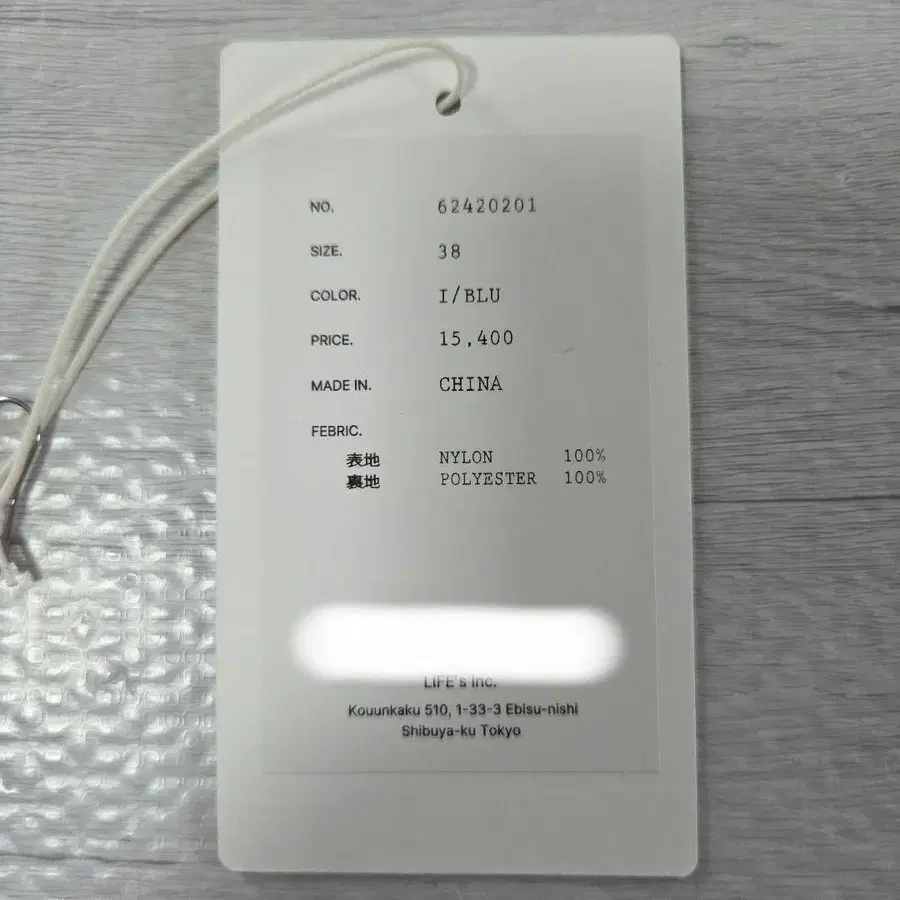 NO. 62420201
SIZE. 38
COLOR. I/BLU
PRICE. 15,400
MADE IN. CHINA
FEBRIC.
表地 NYLON 100%
裏地 POLYESTER 100%
LIFE's Inc.
Kouunkaku 510, 1-33-3 Ebisu-nishi
Shibuya-ku Tokyo